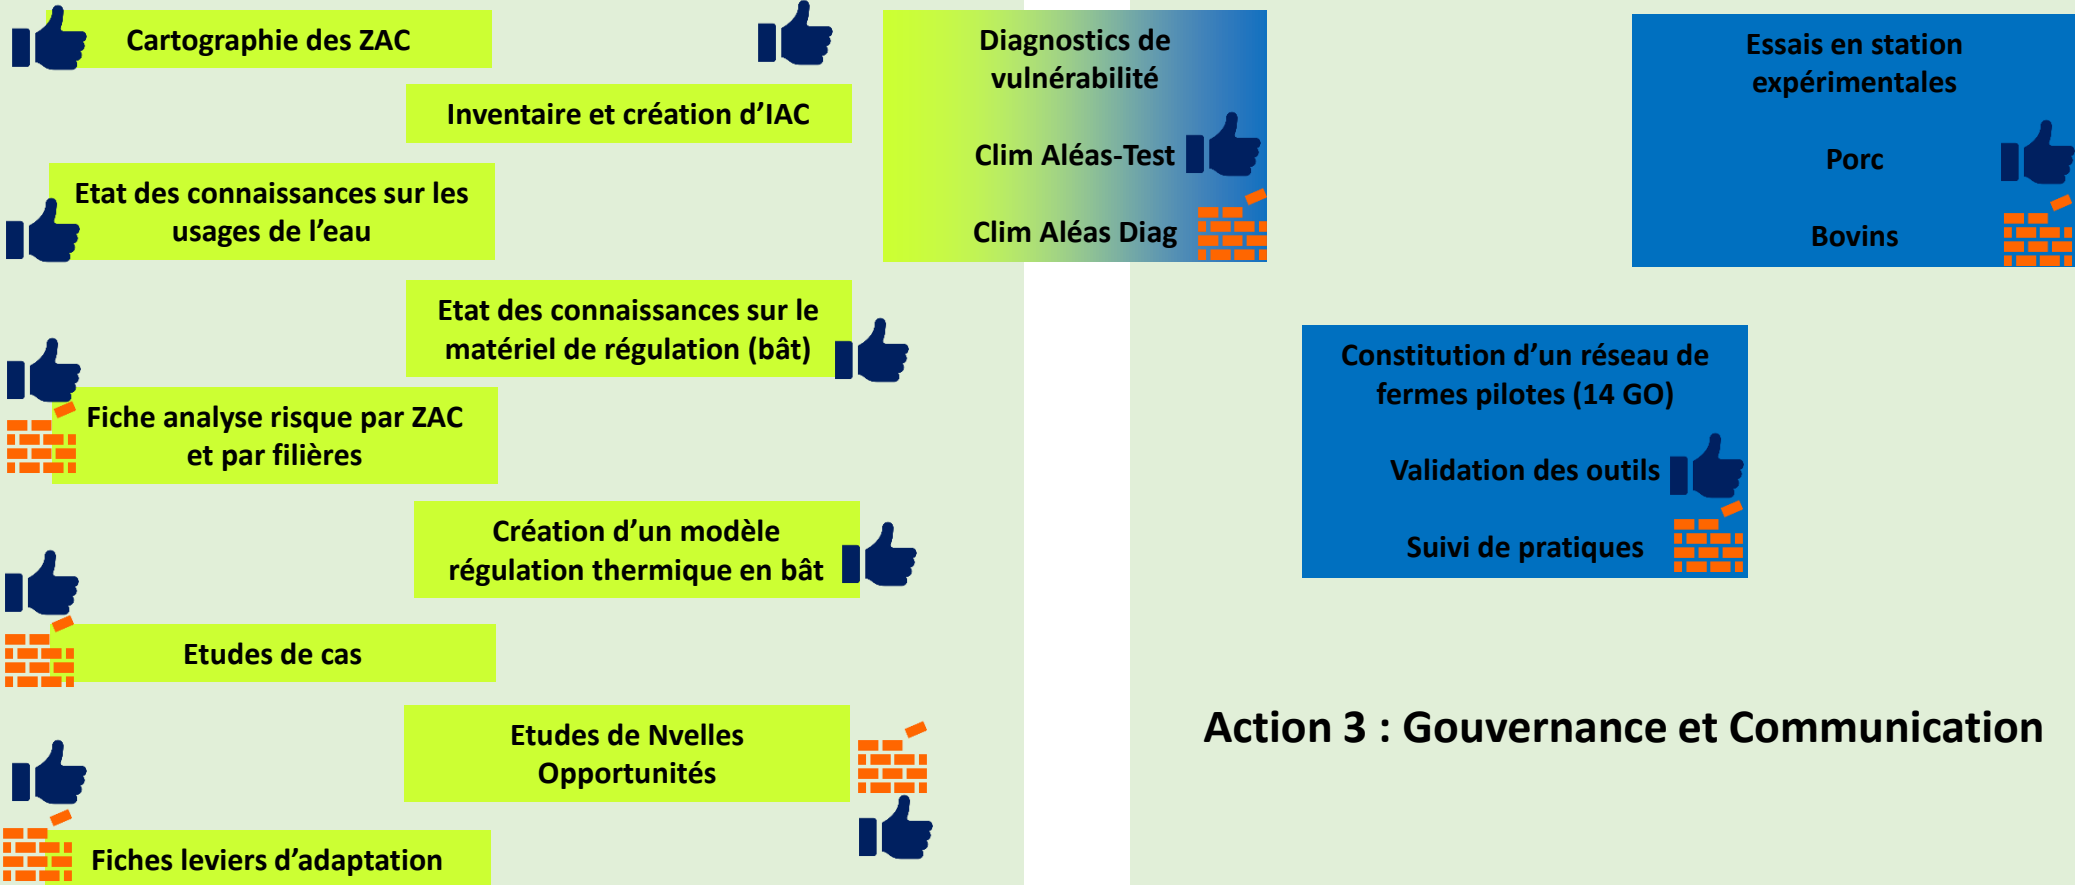 Cartographie des ZAC
Inventaire et création d’IAC
Etat des connaissances sur les
usages de l’eau
Etat des connaissances sur le
matériel de régulation (bât)
Fiche analyse risque par ZAC
et par filières
Création d’un modèle
régulation thermique en bât
Etudes de cas
Etudes de Nvelles
Opportunités
Fiches leviers d’adaptation
Diagnostics de
vulnérabilité
Clim Aléas-Test
Clim Aléas Diag
Essais en station
expérimentales
Porc
Bovins
Constitution d’un réseau de
fermes pilotes (14 GO)
Validation des outils
Suivi de pratiques
Action 3 : Gouvernance et Communication